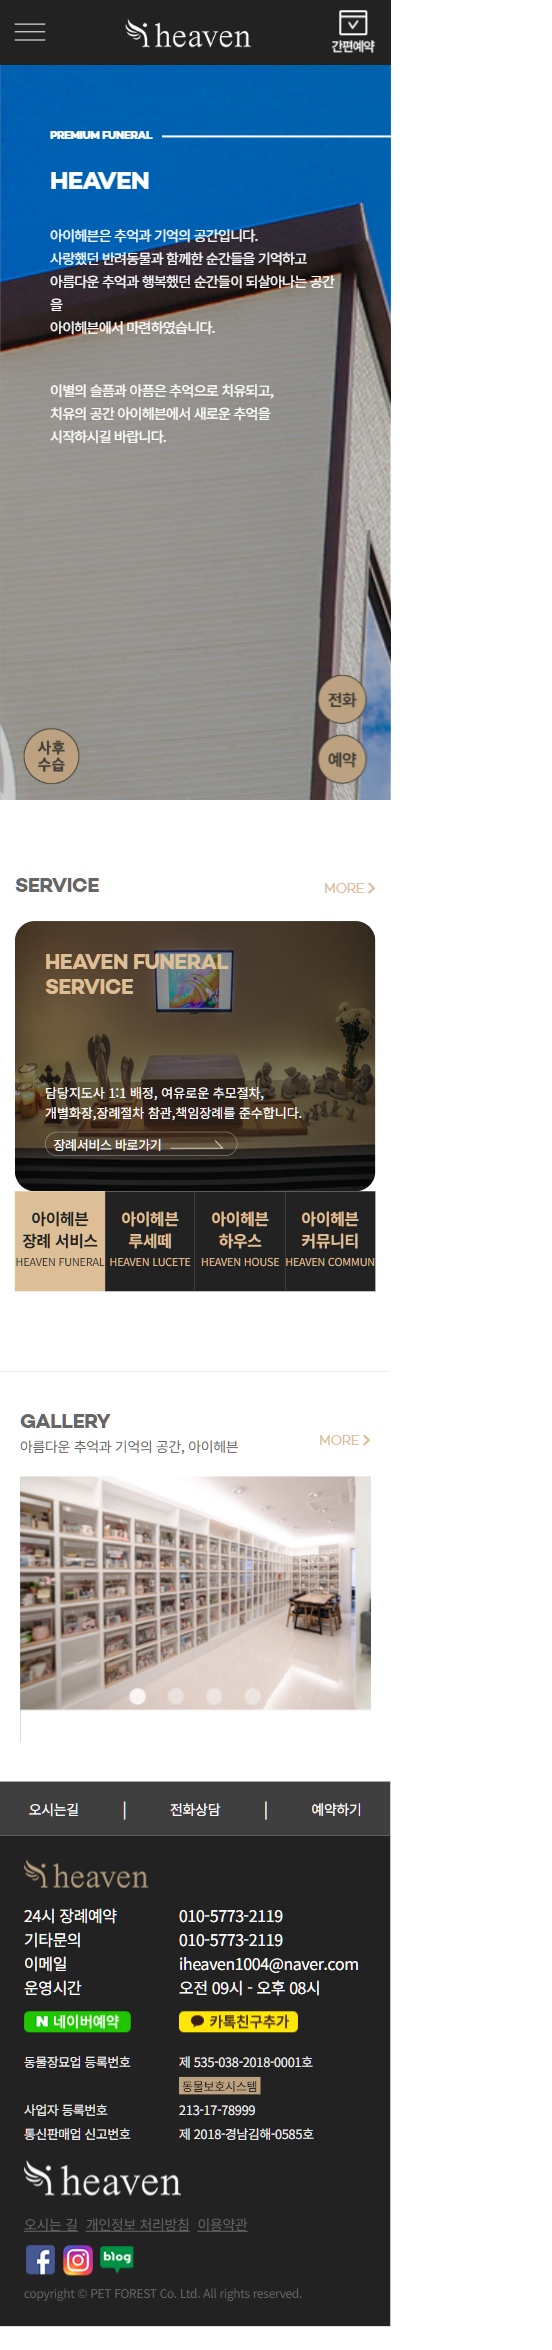 iheaven
간편예약
PREMIUM FUNERAL
HEAVEN
아이헤븐은 추억과 기억의 공간입니다.
사랑했던 반려동물과 함께한 순간들을 기억하고
아름다운 추억과 행복했던 순간들이 되살아나는 공간
을
아이헤븐에서 마련하였습니다.
이별의 슬픔과 아픔은 추억으로 치유되고,
치유의 공간 아이헤븐에서 새로운 추억을
시작하시길 바랍니다.
전화
사후
수습
예약
SERVICE
MORE
HEAVEN FUNERAL
SERVICE
담당지도사 1:1 배정, 여유로운 추모절차,
개별화장,장례절차 참관,책임장례를 준수합니다.
장례서비스 바로가기
아이헤븐 아이헤븐 아이헤븐 아이헤븐
장례 서비스 루세떼 하우스 커뮤니티
HEAVEN FUNERAL HEAVEN LUCETE HEAVEN HOUSE HEAVEN COMMUN
GALLERY
아름다운 추억과 기억의 공간, 아이헤븐
MORE
오시는길 | 전화상담 | 예약하기
iheaven
24시 장례예약 010-5773-2119
기타문의 010-5773-2119
이메일 iheaven1004@naver.com
운영시간 오전 09시 - 오후 08시
N 네이버예약 카톡친구추가
동물장묘업 등록번호 제 535-038-2018-0001호
동물보호시스템
사업자 등록번호 213-17-78999
통신판매업 신고번호 제 2018-경남김해-0585호
iheaven
오시는 길 개인정보 처리방침 이용약관
blog
copyright © PET FOREST Co. Ltd. All rights reserved.